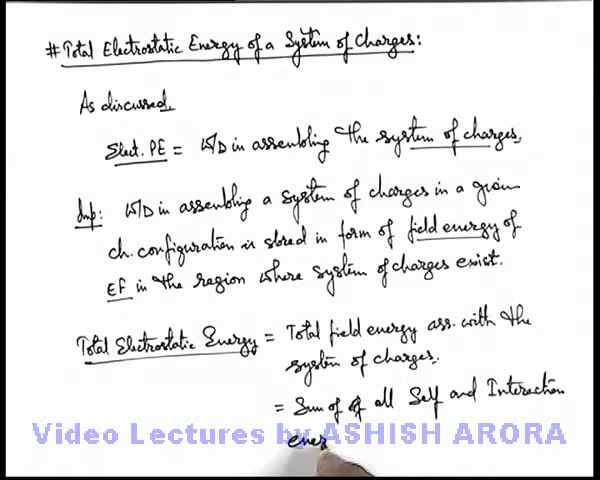 # Total Electrostatic Energy of a System of Charges:
As discussed,
Elect. PE = W/D in assembling the system of charges,
Imp: W/D in assembling a system of charges in a given
ch. configuration is stored in form of field energy of
EF in the region where system of charges exist.
Total Electrostatic Energy = Total field energy ass. with the
system of charges.
= Sum of of all Self and Interaction
ener
Video Lectures by ASHISH ARORA